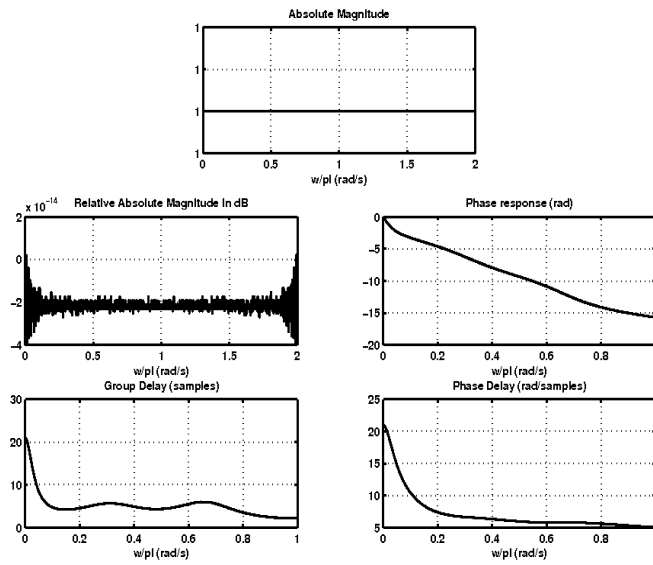 Absolute Magnitude
1
1
1
1
0 0.5 1 1.5 2
w/pi (rad/s)
x 10^-14 Relative Absolute Magnitude in dB
2
0
−2
−4
0 0.5 1 1.5 2
w/pi (rad/s)
Phase response (rad)
0
−5
−10
−15
−20
0 0.2 0.4 0.6 0.8
w/pi (rad/s)
Group Delay (samples)
30
20
10
0
0 0.2 0.4 0.6 0.8 1
w/pi (rad/s)
Phase Delay (rad/samples)
25
20
15
10
5
0 0.2 0.4 0.6 0.8
w/pi (rad/s)